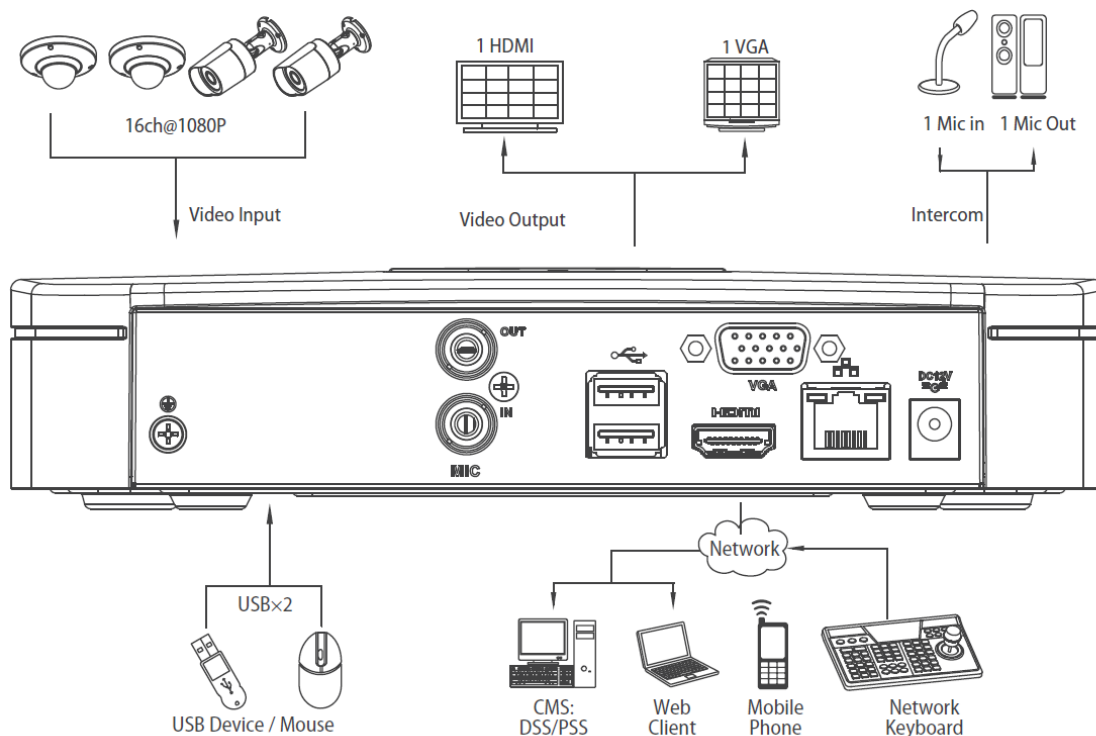 1 HDMI
1 VGA
16ch@1080P
1 Mic in
1 Mic Out
Video Input
Video Output
Intercom
OUT
IN
MIC
VGA
HDMI
DC12V
Network
USB×2
USB Device / Mouse
CMS:
DSS/PSS
Web
Client
Mobile
Phone
Network
Keyboard